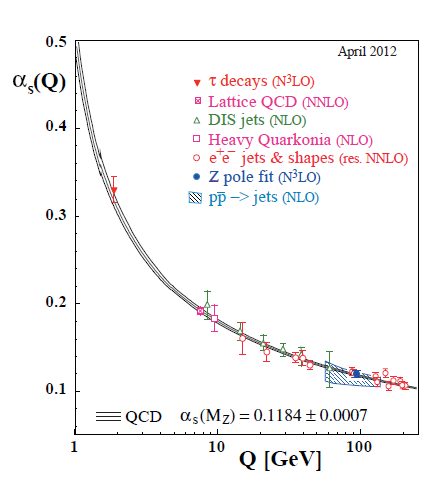 0.5
April 2012
αs(Q)
τ decays (N³LO)
Lattice QCD (NNLO)
0.4
DIS jets (NLO)
Heavy Quarkonia (NLO)
e⁺e⁻ jets & shapes (res. NNLO)
Z pole fit (N³LO)
pp̅ –> jets (NLO)
0.3
0.2
0.1
QCD αs(Mz) = 0.1184 ± 0.0007
1 10 100
Q [GeV]